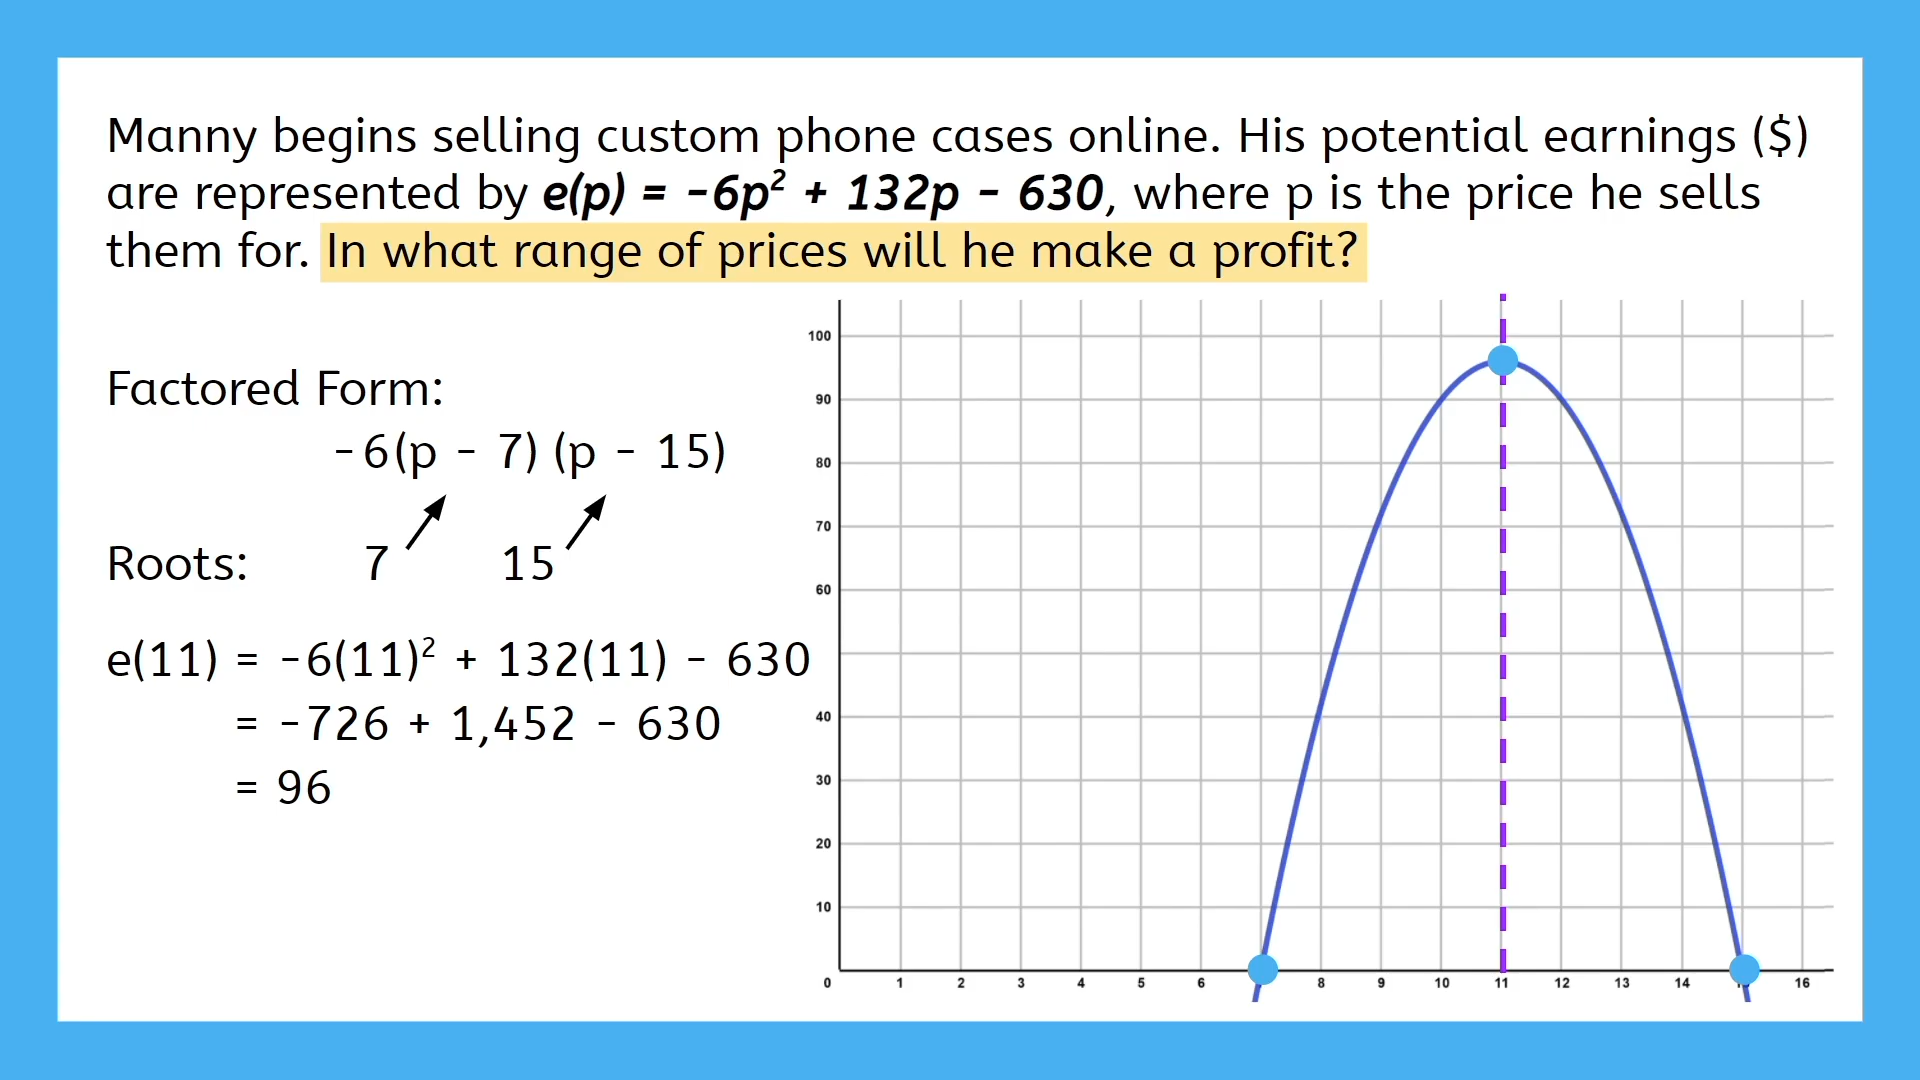 Manny begins selling custom phone cases online. His potential earnings ($)
are represented by e(p) = -6p² + 132p - 630, where p is the price he sells
them for. In what range of prices will he make a profit?
Factored Form:
-6(p - 7)(p - 15)
Roots: 7 15
e(11) = -6(11)² + 132(11) - 630
= -726 + 1,452 - 630
= 96
100
90
80
70
60
40
30
20
10
0 1 2 3 4 5 6 8 9 10 11 12 13 14 16